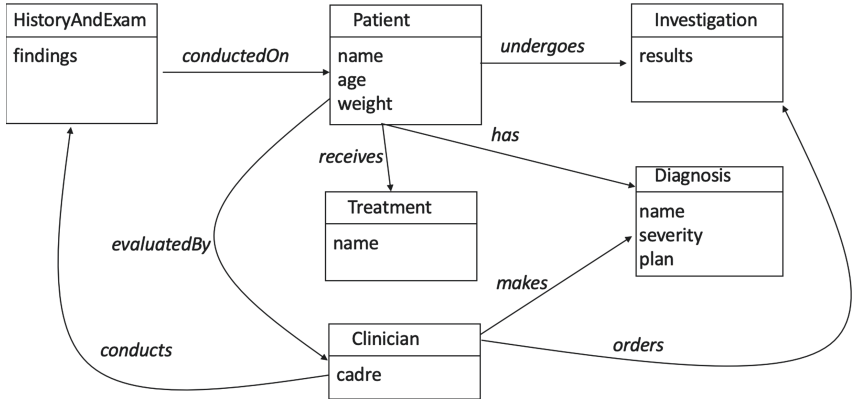 HistoryAndExam
findings
conductedOn
Patient
name
age
weight
undergoes
Investigation
results
receives
has
Treatment
name
Diagnosis
name
severity
plan
evaluatedBy
makes
conducts
Clinician
cadre
orders